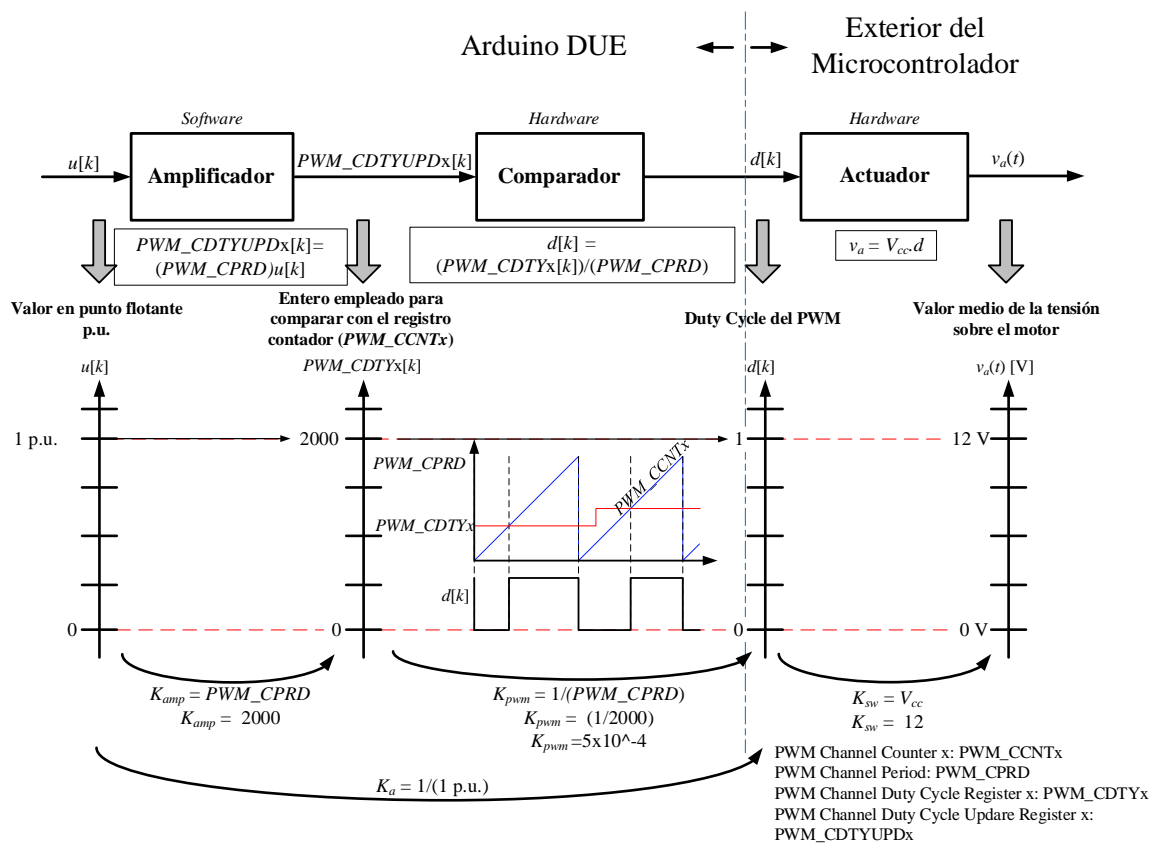 Arduino DUE
Exterior del
Microcontrolador
Software
Hardware
Hardware
u[k]
Amplificador
PWM_CDTYUPDx[k]
Comparador
d[k]
Actuador
va(t)
PWM_CDTYUPDx[k]=
(PWM_CPRD)u[k]
d[k] =
(PWM_CDTYx[k])/(PWM_CPRD)
va = Vcc.d
Valor en punto flotante
p.u.
Entero empleado para
comparar con el registro
contador (PWM_CCNTx)
Duty Cycle del PWM
Valor medio de la tensión
sobre el motor
u[k]
PWM_CDTYx[k]
d[k]
va(t) [V]
1 p.u.
2000
1
12 V
PWM_CPRD
PWM_CCNTx
PWM_CDTYx
d[k]
0
0
0
0 V
Kamp = PWM_CPRD
Kamp = 2000
Kpwm = 1/(PWM_CPRD)
Kpwm = (1/2000)
Kpwm =5x10^-4
Ksw = Vcc
Ksw = 12
Ka = 1/(1 p.u.)
PWM Channel Counter x: PWM_CCNTx
PWM Channel Period: PWM_CPRD
PWM Channel Duty Cycle Register x: PWM_CDTYx
PWM Channel Duty Cycle Updare Register x:
PWM_CDTYUPDx